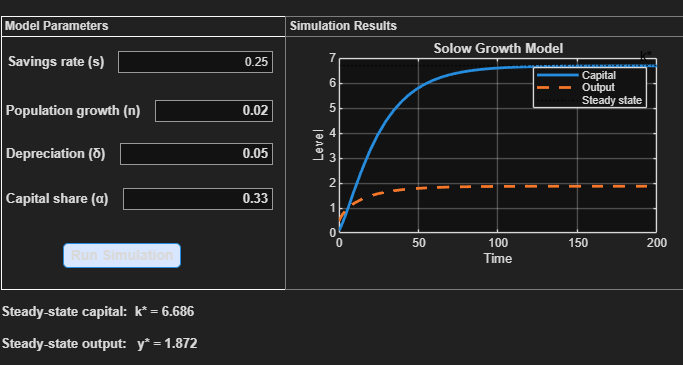 Model Parameters
Savings rate (s) 0.25
Population growth (n) 0.02
Depreciation (δ) 0.05
Capital share (α) 0.33
Run Simulation
Simulation Results
Solow Growth Model
k*
Capital
Output
Steady state
Level
7
6
5
4
3
2
1
0
0 50 100 150 200
Time
Steady-state capital: k* = 6.686
Steady-state output: y* = 1.872